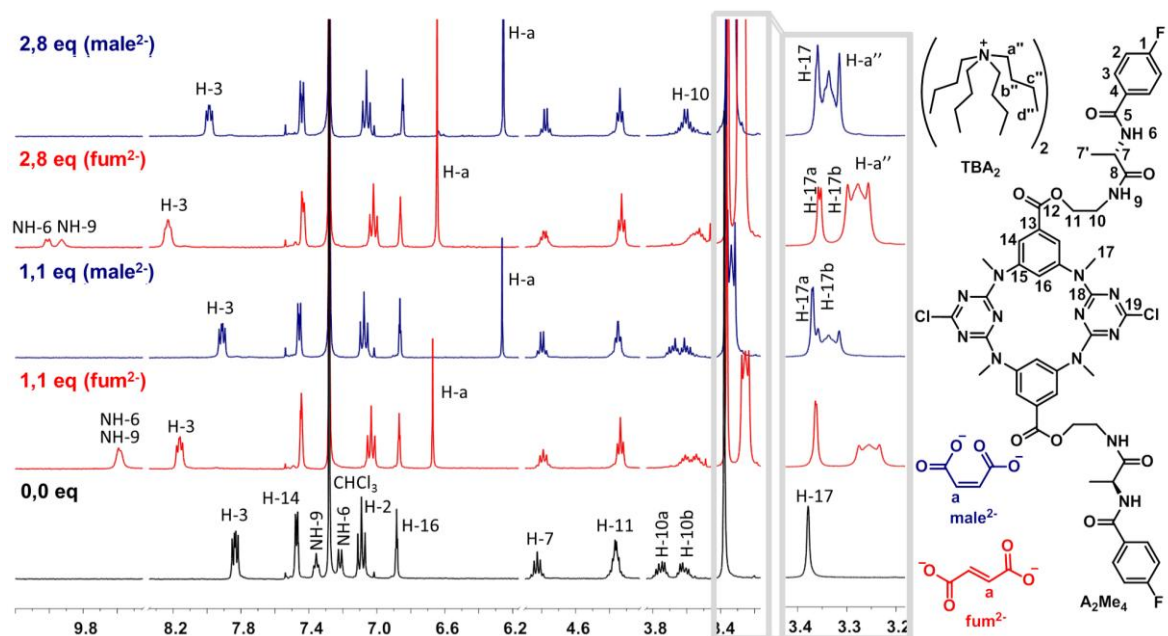 2,8 eq (male²⁻)
H-3
H-a
H-10
H-17
H-a''
2,8 eq (fum²⁻)
NH-6
NH-9
H-3
H-a
H-17a
H-17b
H-a''
1,1 eq (male²⁻)
H-3
H-a
H-17a
H-17b
1,1 eq (fum²⁻)
NH-6
NH-9
H-3
H-a
0,0 eq
H-3
H-14
NH-9
NH-6
CHCl₃
H-2
H-16
H-7
H-11
H-10a
H-10b
H-17
9.8
8.2
7.8
7.4
7.0
6.6
6.2
5.0
4.6
4.2
3.8
3.4
3.4
3.3
3.2
N
+
a''
b''
c''
d''
2
TBA₂
F
1
2
3
4
O
5
N
H 6
7'
7
8
O
N
H 9
O
12
O
11
10
13
14
N
15
16
N
17
18
19
Cl
N
N
N
N
N
N
Cl
N
N
O
O
N
H
O
N
H
O
F
A₂Me₄
⁻O
O
O
O⁻
a
male²⁻
⁻O
O
O
O⁻
a
fum²⁻